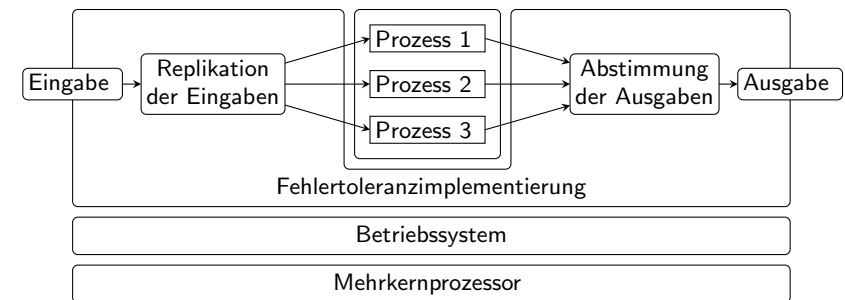 Eingabe
Replikation
der Eingaben
Prozess 1
Prozess 2
Prozess 3
Abstimmung
der Ausgaben
Ausgabe
Fehlertoleranzimplementierung
Betriebssystem
Mehrkernprozessor